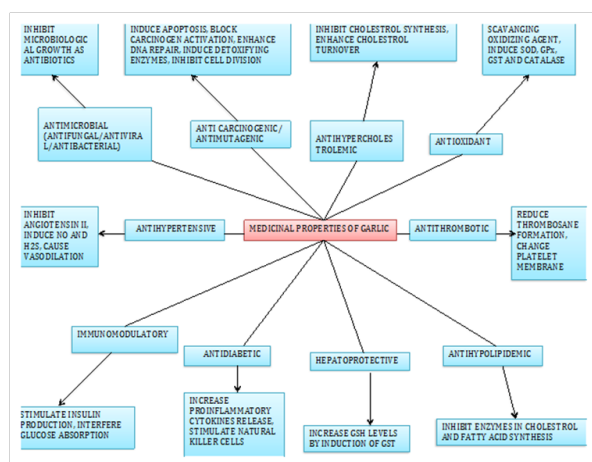 INHIBIT
MICROBIOLOGIC
AL GROWTH AS
ANTIBIOTICS
INDUCE APOPTOSIS, BLOCK
CARCINOGEN ACTIVATION, ENHANCE
DNA REPAIR, INDUCE DETOXIFYING
ENZYMES, INHIBIT CELL DIVISION
INHIBIT CHOLESTROL SYNTHESIS,
ENHANCE CHOLESTROL
TURNOVER
SCAVANGING
OXIDIZING AGENT,
INDUCE SOD, GPx,
GST AND CATALASE
ANTIMICROBIAL
(ANTIFUNGAL/ANTIVIRA
L/ANTIBACTERIAL)
ANTI CARCINOGENIC/
ANTIMUTAGENIC
ANTIHYPERCHOLES
TROLEMIC
ANTIOXIDANT
INHIBIT
ANGIOTENSIN II,
INDUCE NO AND
H2S, CAUSE
VASODILATION
ANTIHYPERTENSIVE
MEDICINAL PROPERTIES OF GARLIC
ANTITHROMBOTIC
REDUCE
THROMBOSANE
FORMATION,
CHANGE
PLATELET
MEMBRANE
IMMUNOMODULATORY
ANTIDIABETIC
HEPATOPROTECTIVE
ANTIHYPOLIPIDEMIC
STIMULATE INSULIN
PRODUCTION, INTERFERE
GLUCOSE ABSORPTION
INCREASE
PROINFLAMMATORY
CYTOKINES RELEASE,
STIMULATE NATURAL
KILLER CELLS
INCREASE GSH LEVELS
BY INDUCTION OF GST
INHIBIT ENZYMES IN CHOLESTROL
AND FATTY ACID SYNTHESIS